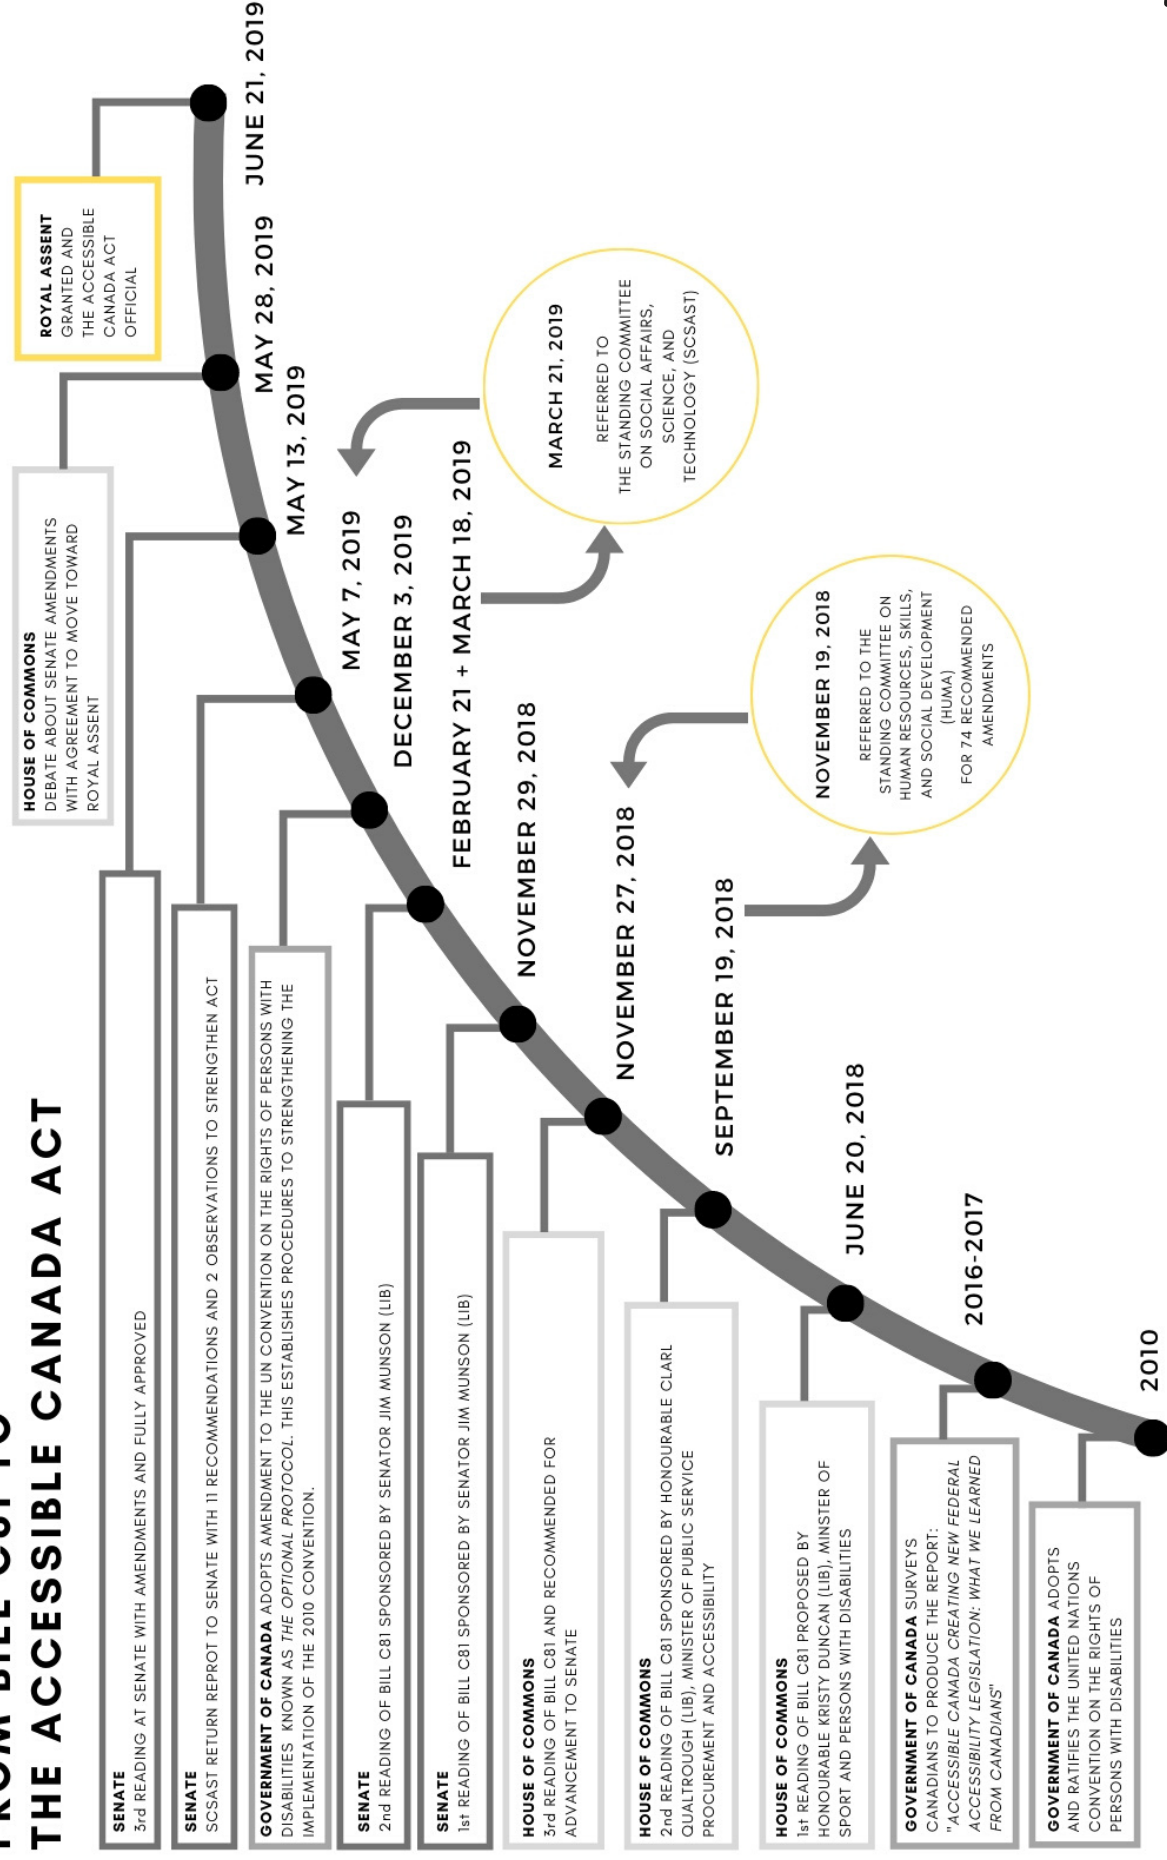 THE ACCESSIBLE CANADA ACT
ROYAL ASSENT
GRANTED AND
THE ACCESSIBLE
CANADA ACT
OFFICIAL
JUNE 21, 2019
HOUSE OF COMMONS
DEBATE ABOUT SENATE AMENDMENTS
WITH AGREEMENT TO MOVE TOWARD
ROYAL ASSENT
MAY 28, 2019
SENATE
3rd READING AT SENATE WITH AMENDMENTS AND FULLY APPROVED
MAY 13, 2019
SENATE
SCSAST RETURN REPROT TO SENATE WITH 11 RECOMMENDATIONS AND 2 OBSERVATIONS TO STRENGTHEN ACT
MAY 7, 2019
GOVERNMENT OF CANADA ADOPTS AMENDMENT TO THE UN CONVENTION ON THE RIGHTS OF PERSONS WITH
DISABILITIES KNOWN AS THE OPTIONAL PROTOCOL. THIS ESTABLISHES PROCEDURES TO STRENGTHENING THE
IMPLEMENTATION OF THE 2010 CONVENTION.
DECEMBER 3, 2019
SENATE
2nd READING OF BILL C81 SPONSORED BY SENATOR JIM MUNSON (LIB)
FEBRUARY 21 + MARCH 18, 2019
MARCH 21, 2019
REFERRED TO
THE STANDING COMMITTEE
ON SOCIAL AFFAIRS,
SCIENCE, AND
TECHNOLOGY (SCSAST)
SENATE
1st READING OF BILL C81 SPONSORED BY SENATOR JIM MUNSON (LIB)
NOVEMBER 29, 2018
HOUSE OF COMMONS
3rd READING OF BILL C81 AND RECOMMENDED FOR
ADVANCEMENT TO SENATE
NOVEMBER 27, 2018
HOUSE OF COMMONS
2nd READING OF BILL C81 SPONSORED BY HONOURABLE CLARL
QUALTROUGH (LIB), MINISTER OF PUBLIC SERVICE
PROCUREMENT AND ACCESSIBILITY
SEPTEMBER 19, 2018
NOVEMBER 19, 2018
REFERRED TO THE
STANDING COMMITTEE ON
HUMAN RESOURCES, SKILLS,
AND SOCIAL DEVELOPMENT
(HUMA)
FOR 74 RECOMMENDED
AMENDMENTS
HOUSE OF COMMONS
1st READING OF BILL C81 PROPOSED BY
HONOURABLE KRISTY DUNCAN (LIB), MINSTER OF
SPORT AND PERSONS WITH DISABILITIES
JUNE 20, 2018
GOVERNMENT OF CANADA SURVEYS
CANADIANS TO PRODUCE THE REPORT:
"ACCESSIBLE CANADA CREATING NEW FEDERAL
ACCESSIBILITY LEGISLATION: WHAT WE LEARNED
FROM CANADIANS"
2016-2017
GOVERNMENT OF CANADA ADOPTS
AND RATIFIES THE UNITED NATIONS
CONVENTION ON THE RIGHTS OF
PERSONS WITH DISABILITIES
2010